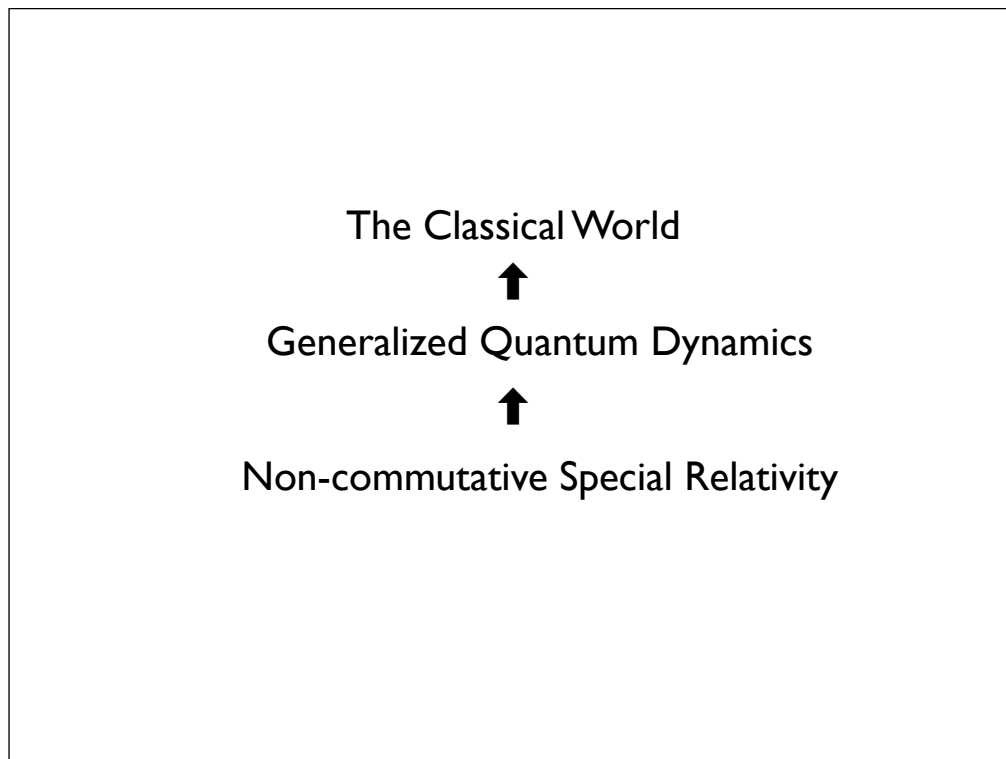 The Classical World
Generalized Quantum Dynamics
Non-commutative Special Relativity